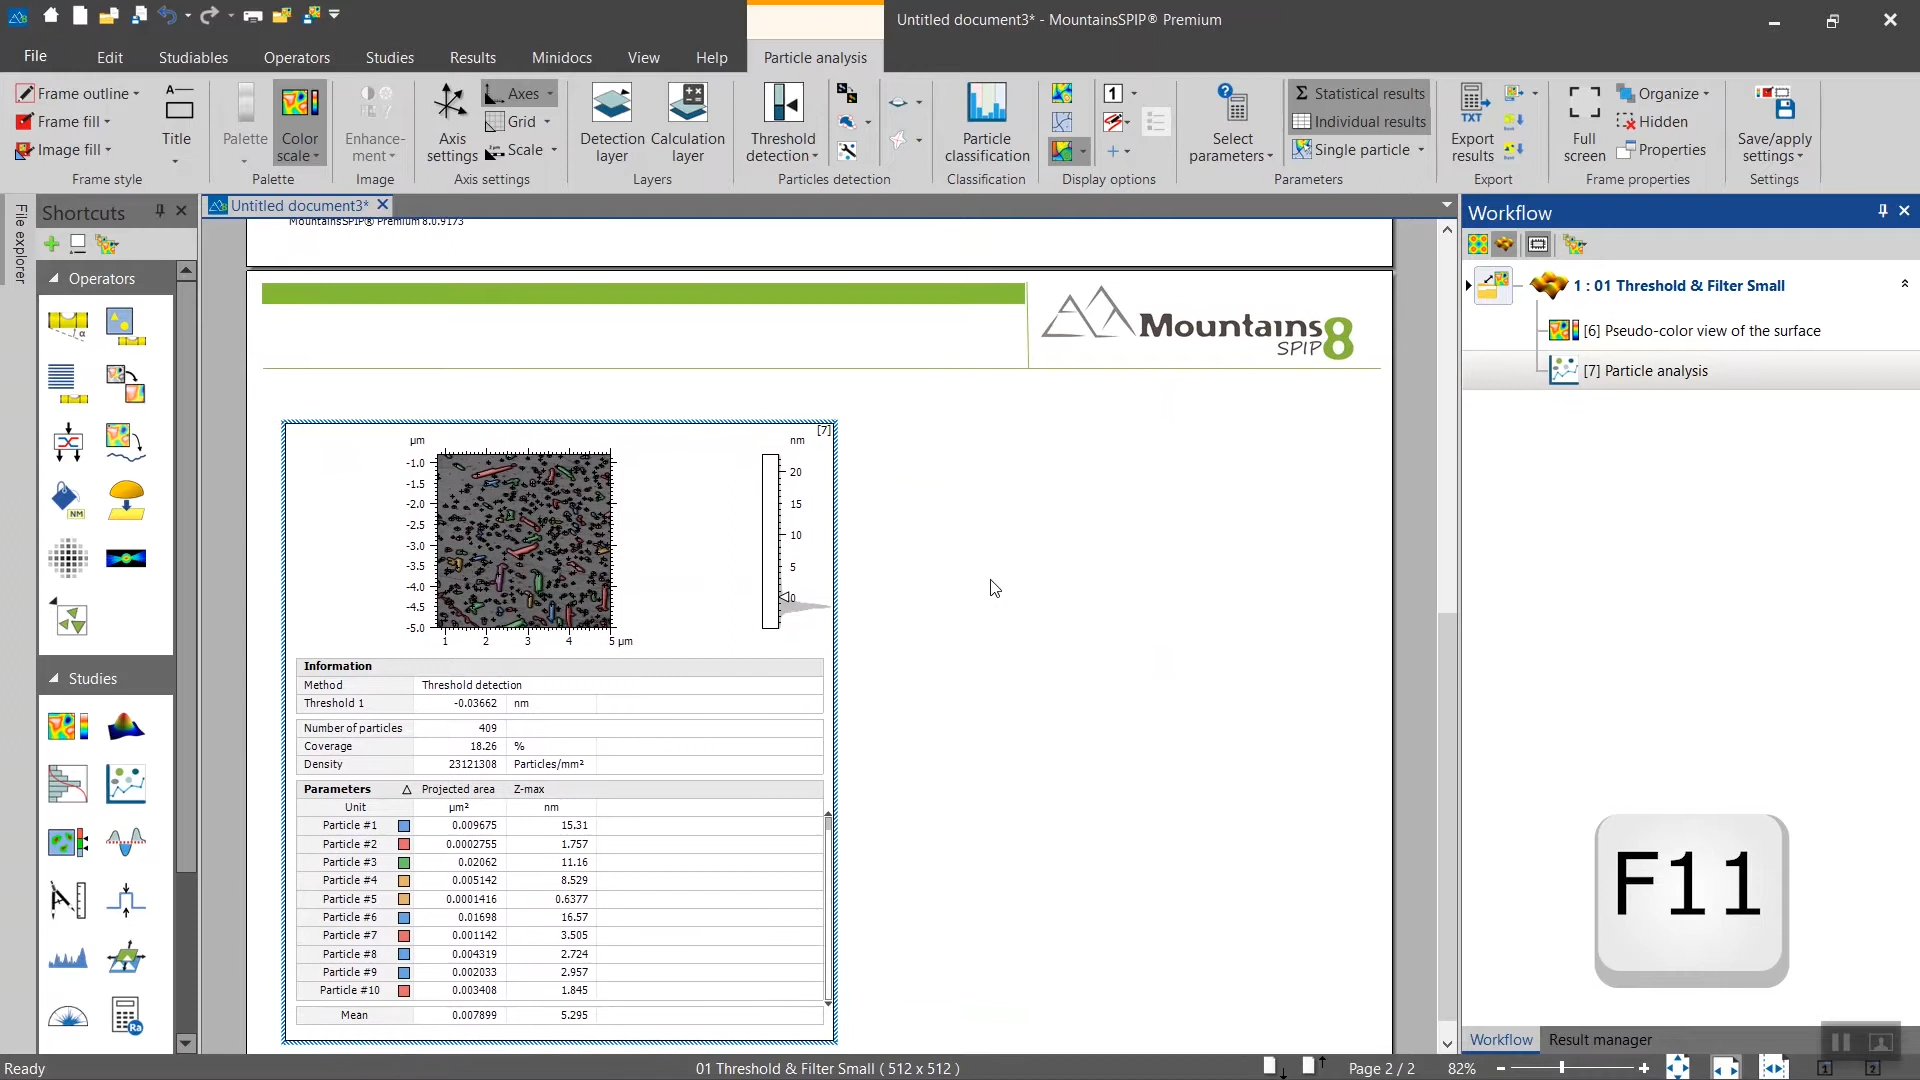 Untitled document3* - MountainsSPIP® Premium
File
Edit
Studiables
Operators
Studies
Results
Minidocs
View
Help
Particle analysis
Frame outline
Frame fill
Image fill
Title
Frame style
Palette
Color scale
Palette
Enhance-ment
Image
Axis settings
Axes
Grid
Scale
Axis settings
Detection layer
Calculation layer
Layers
Threshold detection
Particles detection
Particle classification
Classification
1
Display options
Select parameters
Σ Statistical results
Individual results
Single particle
Parameters
TXT
Export results
Export
Full screen
Organize
Hidden
Properties
Frame properties
Save/apply settings
Settings
File explorer
Shortcuts
Operators
NM
Studies
Ra
Untitled document3*
MountainsSPIP® Premium 8.0.9173
Mountains 8
SPIP
[7]
µm
-1.0
-1.5
-2.0
-2.5
-3.0
-3.5
-4.0
-4.5
-5.0
1 2 3 4 5 µm
nm
20
15
10
5
0
Information
Method Threshold detection
Threshold 1 -0.03662 nm
Number of particles 409
Coverage 18.26 %
Density 23121308 Particles/mm²
Parameters Projected area Z-max
Unit µm² nm
Particle #1 0.009675 15.31
Particle #2 0.0002755 1.757
Particle #3 0.02062 11.16
Particle #4 0.005142 8.529
Particle #5 0.0001416 0.6377
Particle #6 0.01698 16.57
Particle #7 0.001142 3.505
Particle #8 0.004319 2.724
Particle #9 0.002033 2.957
Particle #10 0.003408 1.845
Mean 0.007899 5.295
Workflow
1 : 01 Threshold & Filter Small
[6] Pseudo-color view of the surface
[7] Particle analysis
F11
Workflow
Result manager
Ready
01 Threshold & Filter Small ( 512 x 512 )
Page 2 / 2
82%
1
2